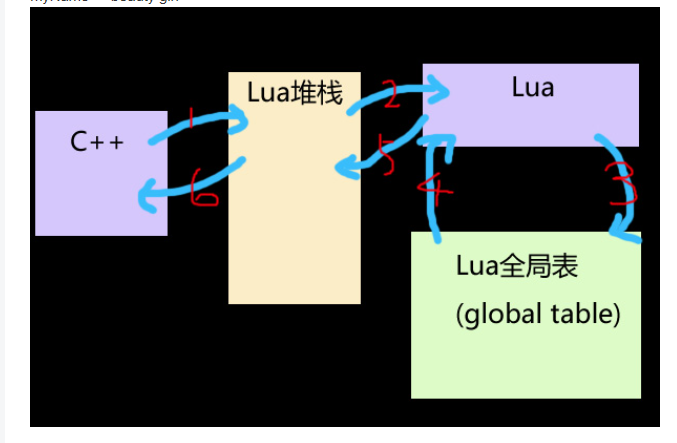 C++
1
6
Lua堆栈
2
5
Lua
4
3
Lua全局表
(global table)